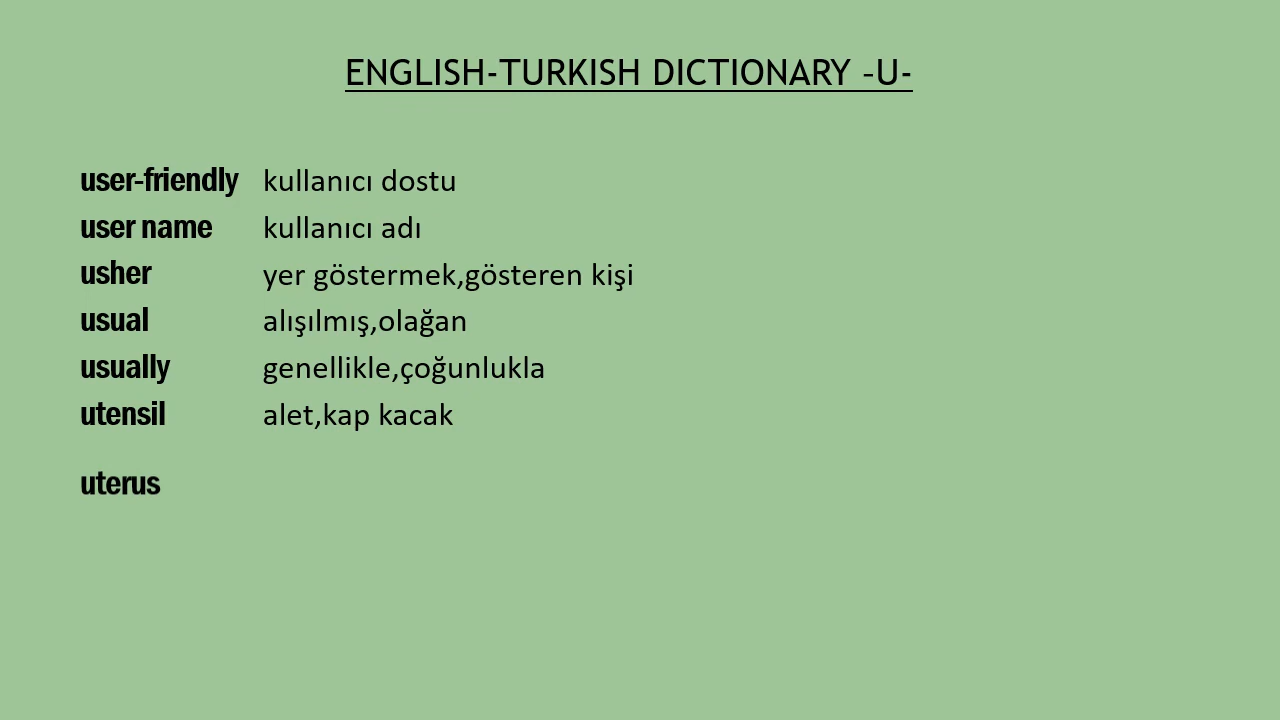 ENGLISH-TURKISH DICTIONARY –U-
user-friendly kullanıcı dostu
user name kullanıcı adı
usher yer göstermek,gösteren kişi
usual alışılmış,olağan
usually genellikle,çoğunlukla
utensil alet,kap kacak
uterus